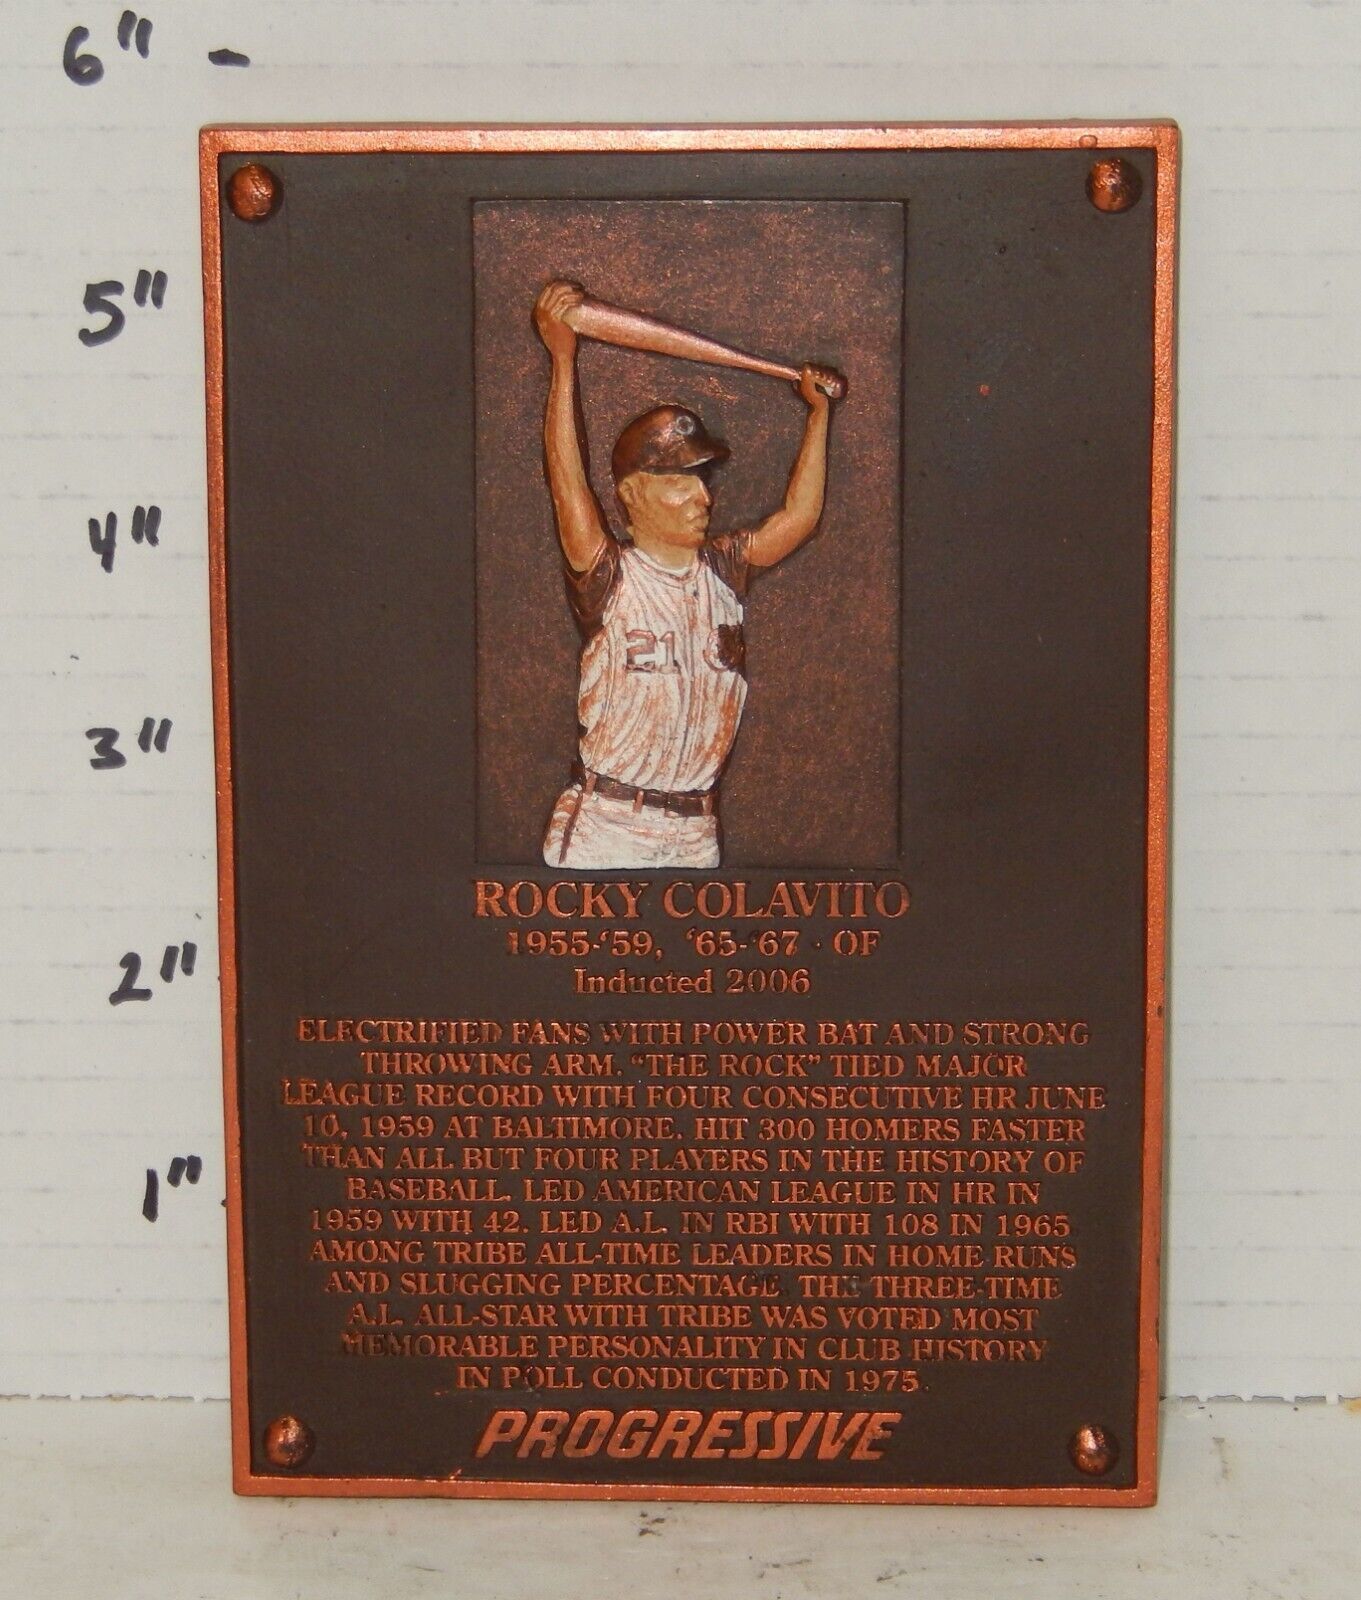 6"
5"
4"
3"
2"
1"
21
ROCKY COLAVITO
1955-'59, '65-'67 · OF
Inducted 2006
ELECTRIFIED FANS WITH POWER BAT AND STRONG
THROWING ARM. "THE ROCK" TIED MAJOR
LEAGUE RECORD WITH FOUR CONSECUTIVE HR JUNE
10, 1959 AT BALTIMORE. HIT 300 HOMERS FASTER
THAN ALL BUT FOUR PLAYERS IN THE HISTORY OF
BASEBALL. LED AMERICAN LEAGUE IN HR IN
1959 WITH 42. LED A.L. IN RBI WITH 108 IN 1965
AMONG TRIBE ALL-TIME LEADERS IN HOME RUNS
AND SLUGGING PERCENTAGE. THE THREE-TIME
A.L. ALL-STAR WITH TRIBE WAS VOTED MOST
MEMORABLE PERSONALITY IN CLUB HISTORY
IN POLL CONDUCTED IN 1975.
PROGRESSIVE